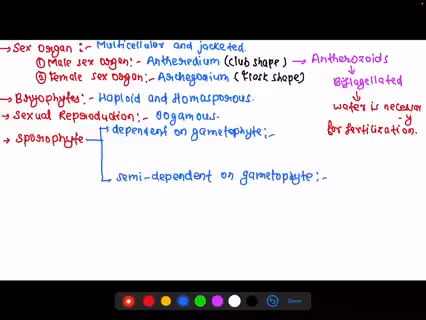 → Sex Organ :- Multicellular and jacketed.
① Male sex organ:- Antheredium (club shape) → Antherozoids
② Female sex organ:- Archegonium (flask shape)
↓
Biflagellated
↓
water is necessary
for fertilization.
→ Bryophytes:- Haploid and Homosporous.
→ Sexual Reproduction:- Oogamous.
→ Sporophyte
dependent on gametophyte:-
semi-dependent on gametophyte:-
Done